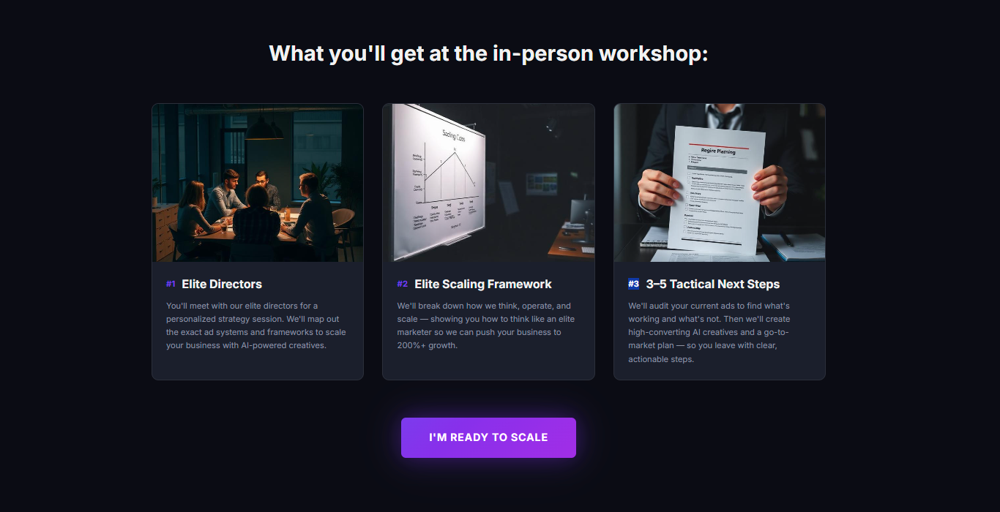 What you'll get at the in-person workshop:
Regire Planning
#1 Elite Directors
You'll meet with our elite directors for a
personalized strategy session. We'll map out
the exact ad systems and frameworks to scale
your business with AI-powered creatives.
#2 Elite Scaling Framework
We'll break down how we think, operate, and
scale — showing you how to think like an elite
marketer so we can push your business to
200%+ growth.
#3 3–5 Tactical Next Steps
We'll audit your current ads to find what's
working and what's not. Then we'll create
high-converting AI creatives and a go-to-
market plan — so you leave with clear,
actionable steps.
I'M READY TO SCALE